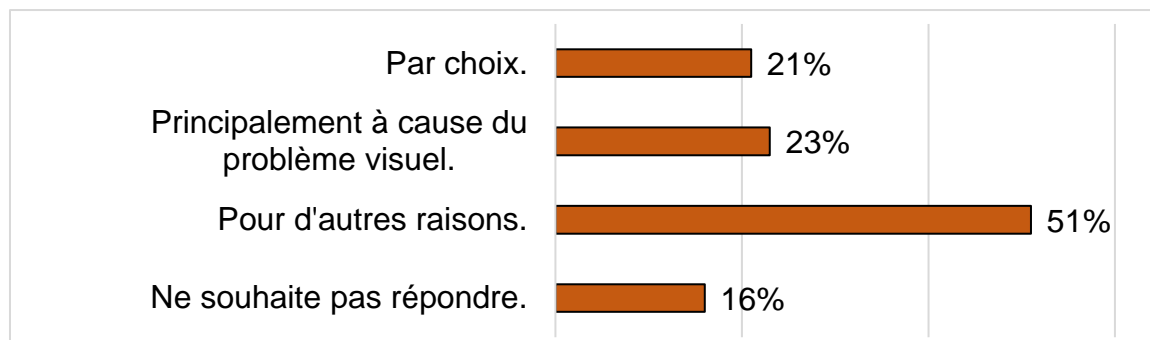 Par choix.
21%
Principalement à cause du
problème visuel.
23%
Pour d'autres raisons.
51%
Ne souhaite pas répondre.
16%